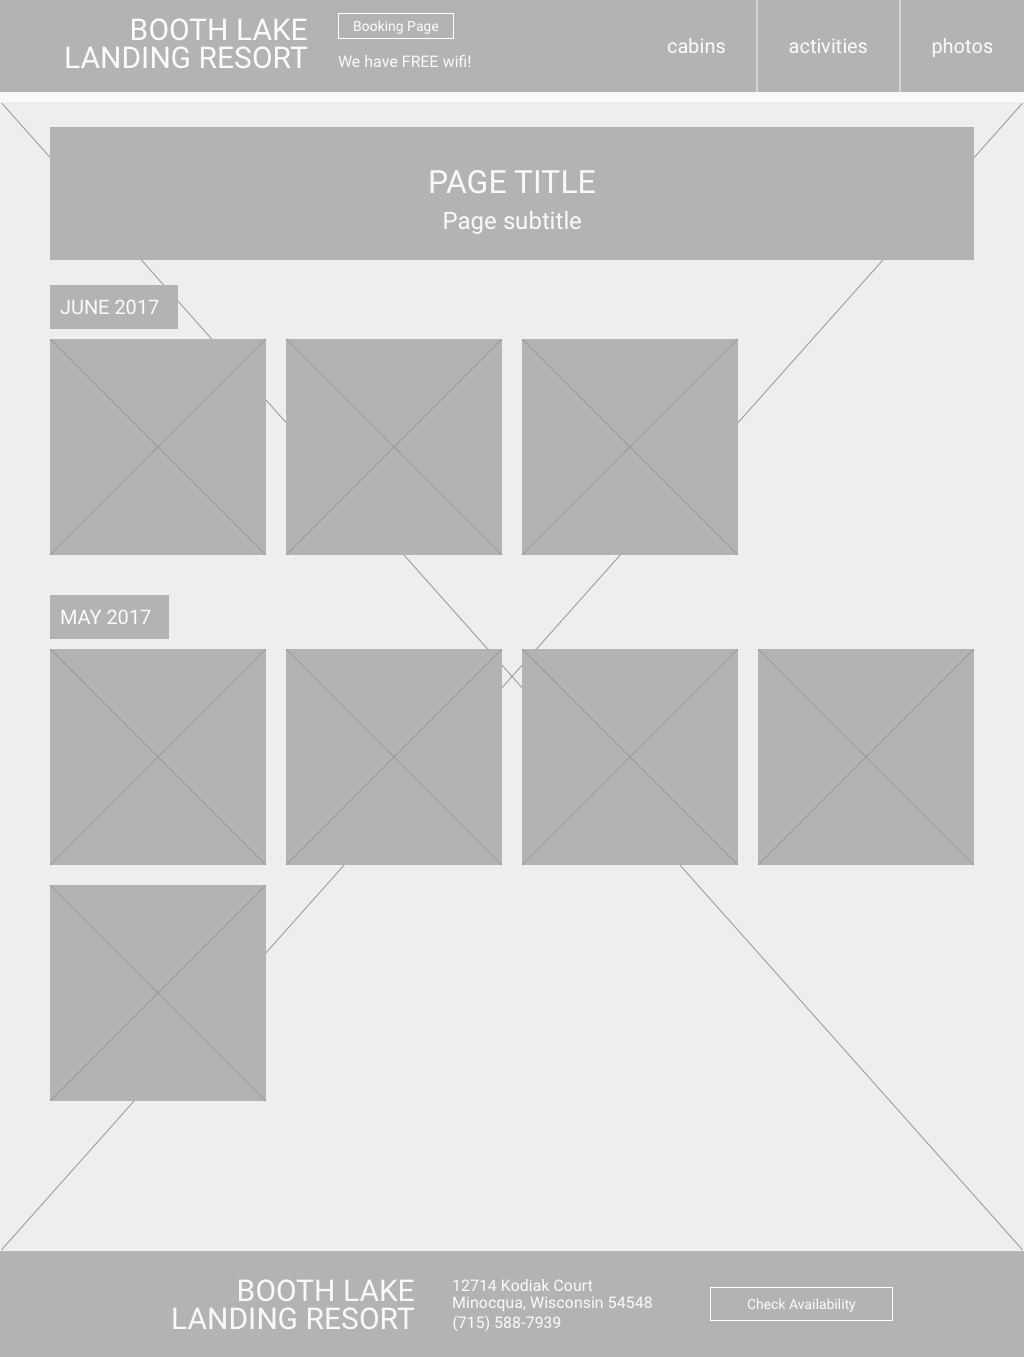 BOOTH LAKE
LANDING RESORT
Booking Page
We have FREE wifi!
cabins
activities
photos
PAGE TITLE
Page subtitle
JUNE 2017
MAY 2017
BOOTH LAKE
LANDING RESORT
12714 Kodiak Court
Minocqua, Wisconsin 54548
(715) 588-7939
Check Availability